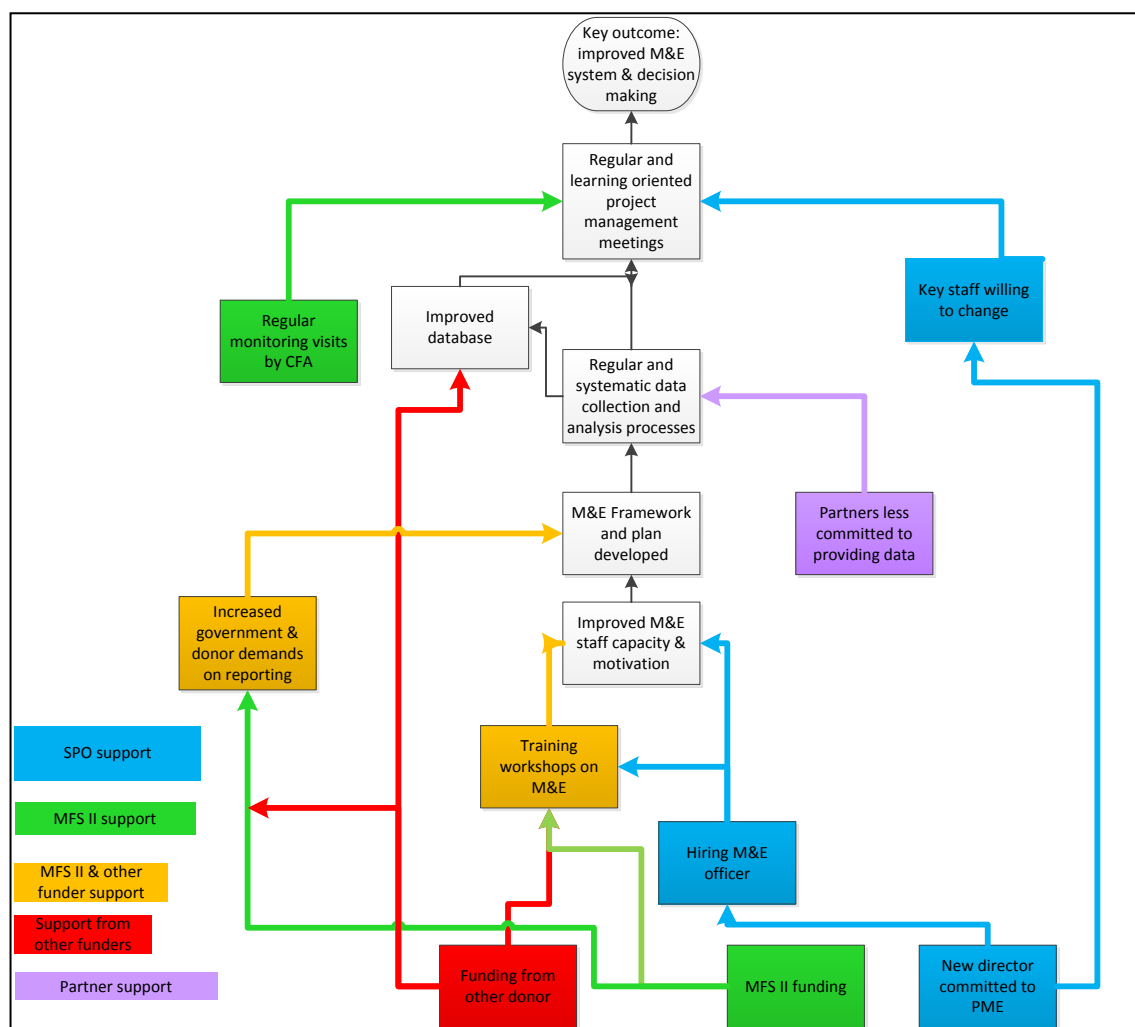 Key outcome:
improved M&E
system & decision
making
Regular and
learning oriented
project
management
meetings
Key staff willing
to change
Improved
database
Regular
monitoring visits
by CFA
Regular and
systematic data
collection and
analysis processes
M&E Framework
and plan
developed
Partners less
committed to
providing data
Increased
government &
donor demands
on reporting
Improved M&E
staff capacity &
motivation
SPO support
Training
workshops on
M&E
MFS II support
Hiring M&E
officer
MFS II & other
funder support
Support from
other funders
Partner support
Funding from
other donor
MFS II funding
New director
committed to
PME